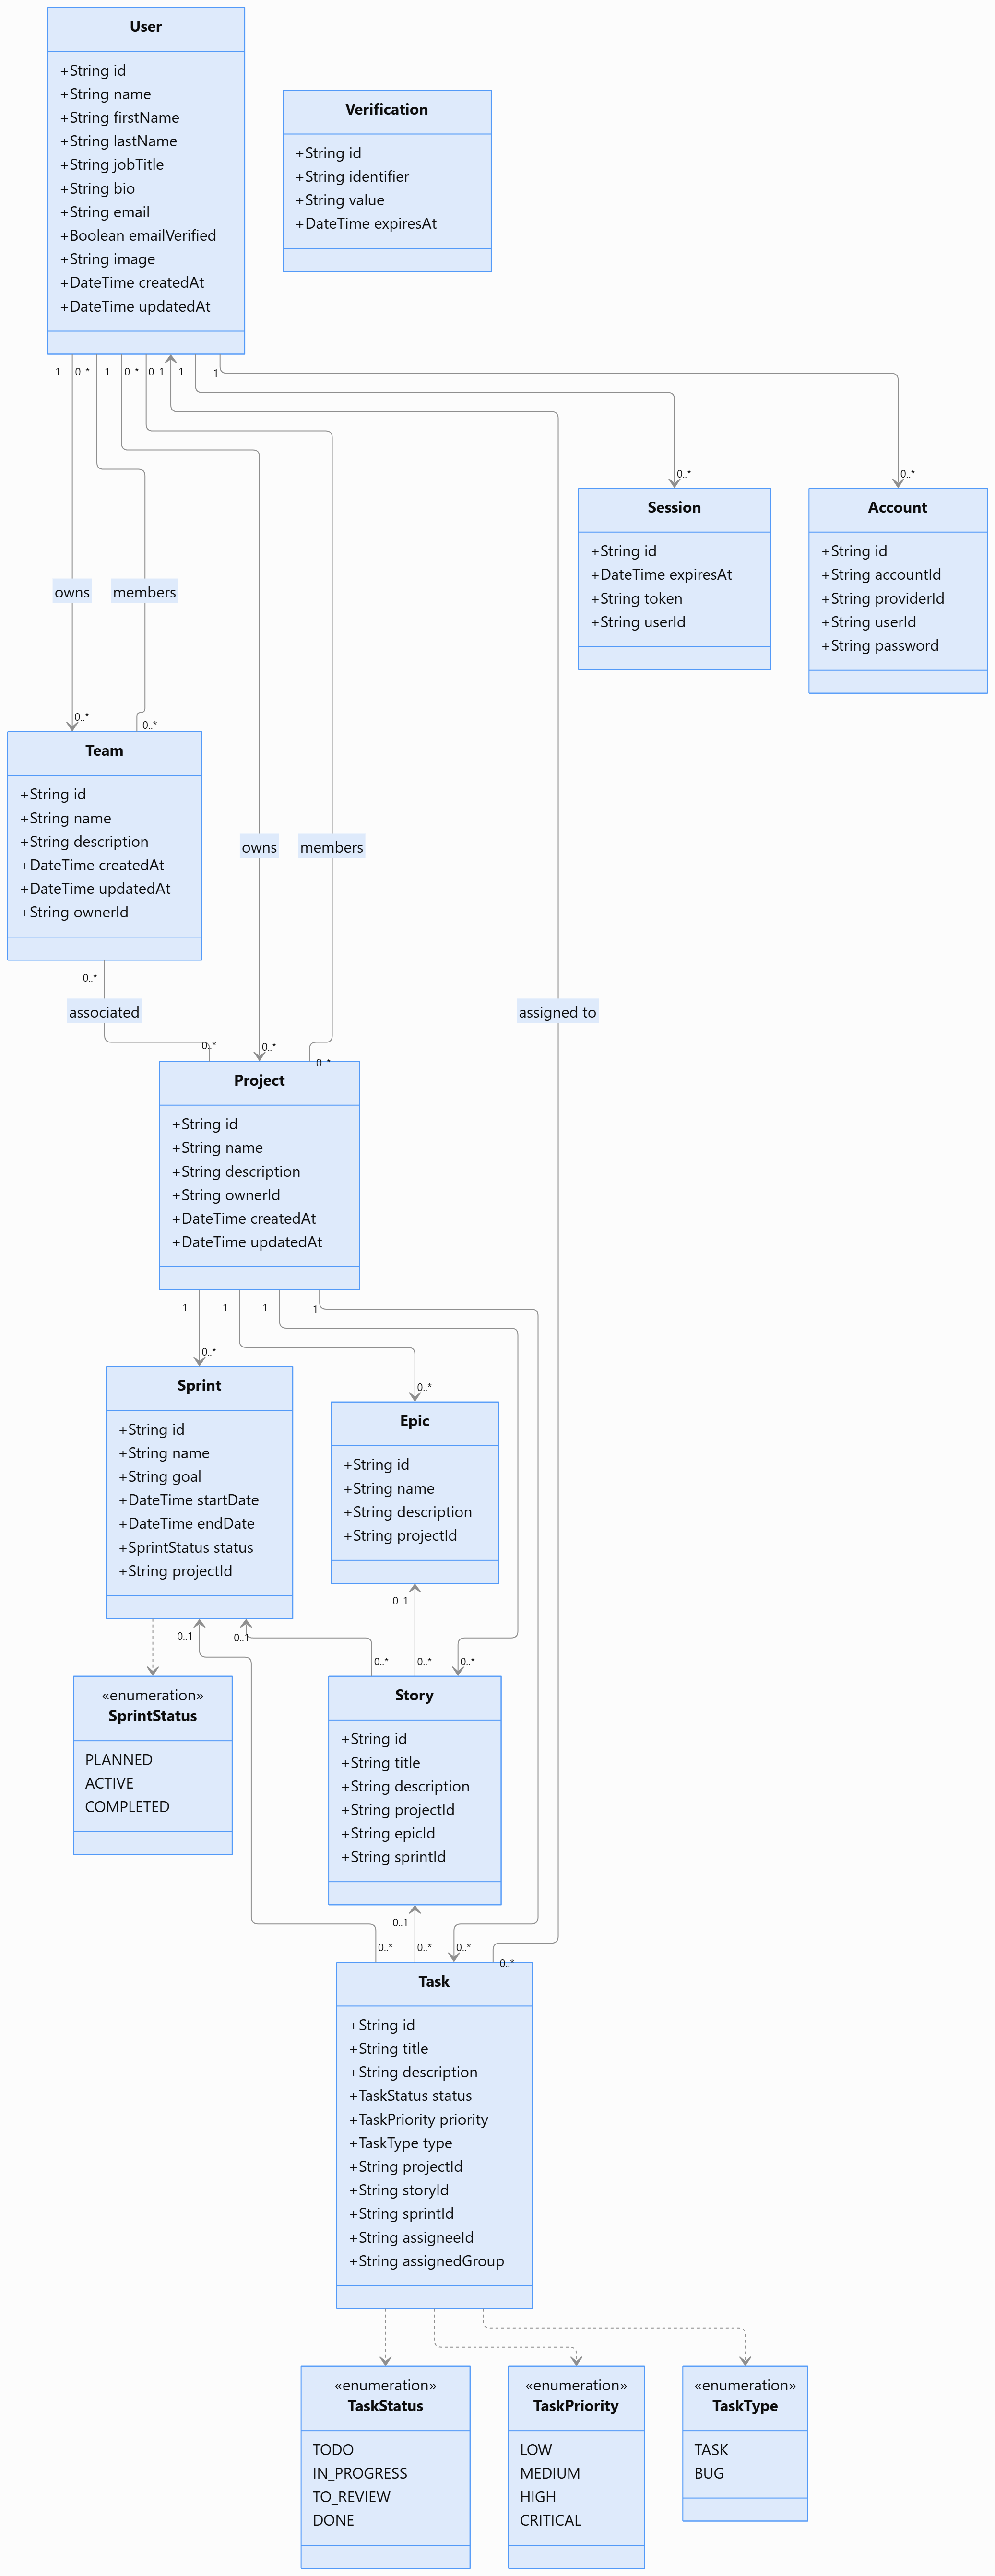 User
+String id
+String name
+String firstName
+String lastName
+String jobTitle
+String bio
+String email
+Boolean emailVerified
+String image
+DateTime createdAt
+DateTime updatedAt
Verification
+String id
+String identifier
+String value
+DateTime expiresAt
1
0..*
1
0..*
0..1
1
1
0..*
0..*
Session
+String id
+DateTime expiresAt
+String token
+String userId
Account
+String id
+String accountId
+String providerId
+String userId
+String password
owns
members
0..*
0..*
Team
+String id
+String name
+String description
+DateTime createdAt
+DateTime updatedAt
+String ownerId
owns
members
0..*
associated
assigned to
0..*
0..*
0..*
Project
+String id
+String name
+String description
+String ownerId
+DateTime createdAt
+DateTime updatedAt
1
1
1
1
0..*
0..*
Sprint
+String id
+String name
+String goal
+DateTime startDate
+DateTime endDate
+SprintStatus status
+String projectId
Epic
+String id
+String name
+String description
+String projectId
0..1
0..1
0..1
0..*
0..*
0..*
«enumeration»
SprintStatus
PLANNED
ACTIVE
COMPLETED
Story
+String id
+String title
+String description
+String projectId
+String epicId
+String sprintId
0..1
0..*
0..*
0..*
0..*
Task
+String id
+String title
+String description
+TaskStatus status
+TaskPriority priority
+TaskType type
+String projectId
+String storyId
+String sprintId
+String assigneeId
+String assignedGroup
«enumeration»
TaskStatus
TODO
IN_PROGRESS
TO_REVIEW
DONE
«enumeration»
TaskPriority
LOW
MEDIUM
HIGH
CRITICAL
«enumeration»
TaskType
TASK
BUG